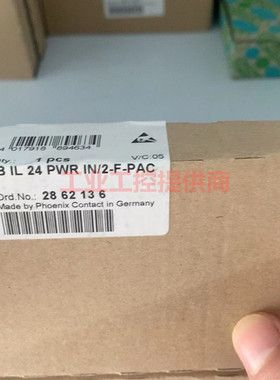 4 017918 894634
Qty.: 1 pcs
V/C 05
B IL 24 PWR IN/2-F-PAC
Ord.No.: 28 62 13 6
Made by Phoenix Contact in Germany
工业工控提供商